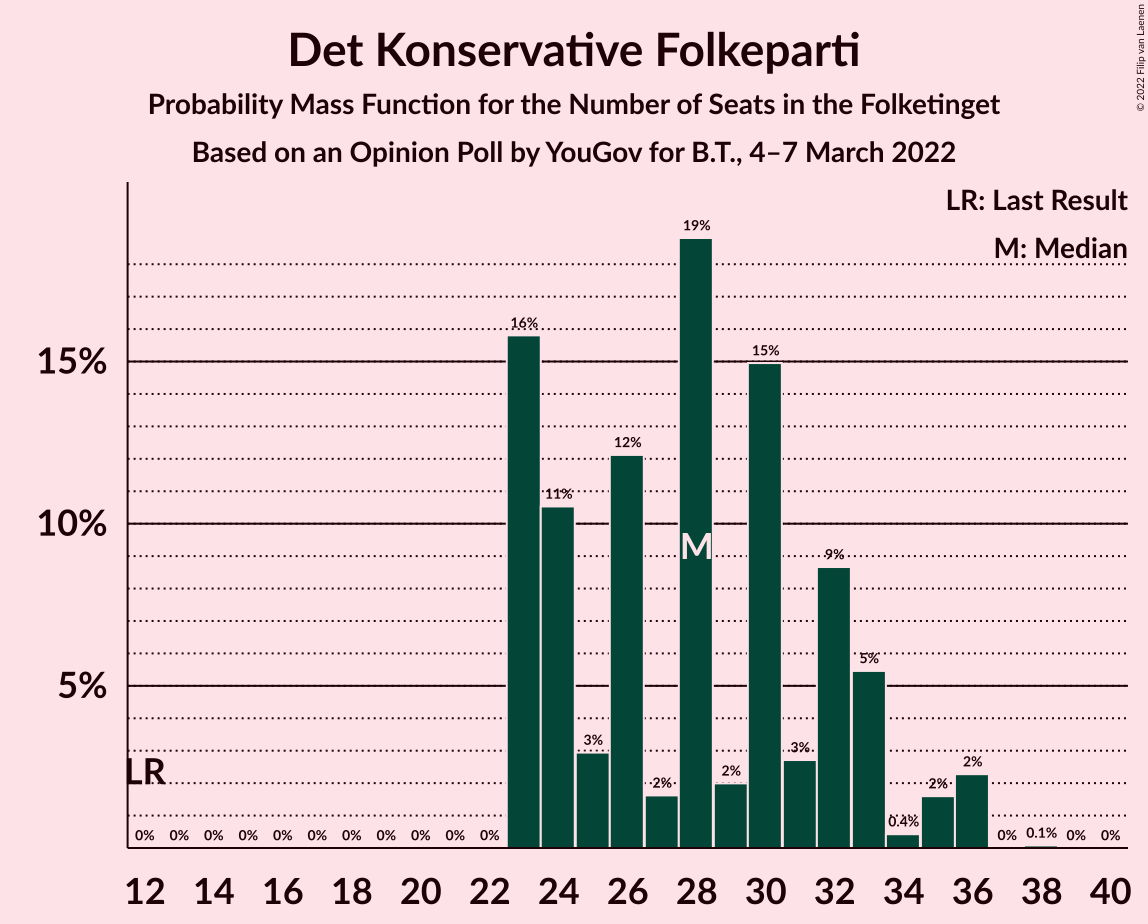 Det Konservative Folkeparti
Probability Mass Function for the Number of Seats in the Folketinget
Based on an Opinion Poll by YouGov for B.T., 4–7 March 2022
© 2022 Filip van Laenen
LR: Last Result
M: Median
15%
10%
5%
LR
M
0% 0% 0% 0% 0% 0% 0% 0% 0% 0% 0% 16% 11% 3% 12% 2% 19% 2% 15% 3% 9% 5% 0.4% 2% 2% 0% 0.1% 0% 0%
12 14 16 18 20 22 24 26 28 30 32 34 36 38 40